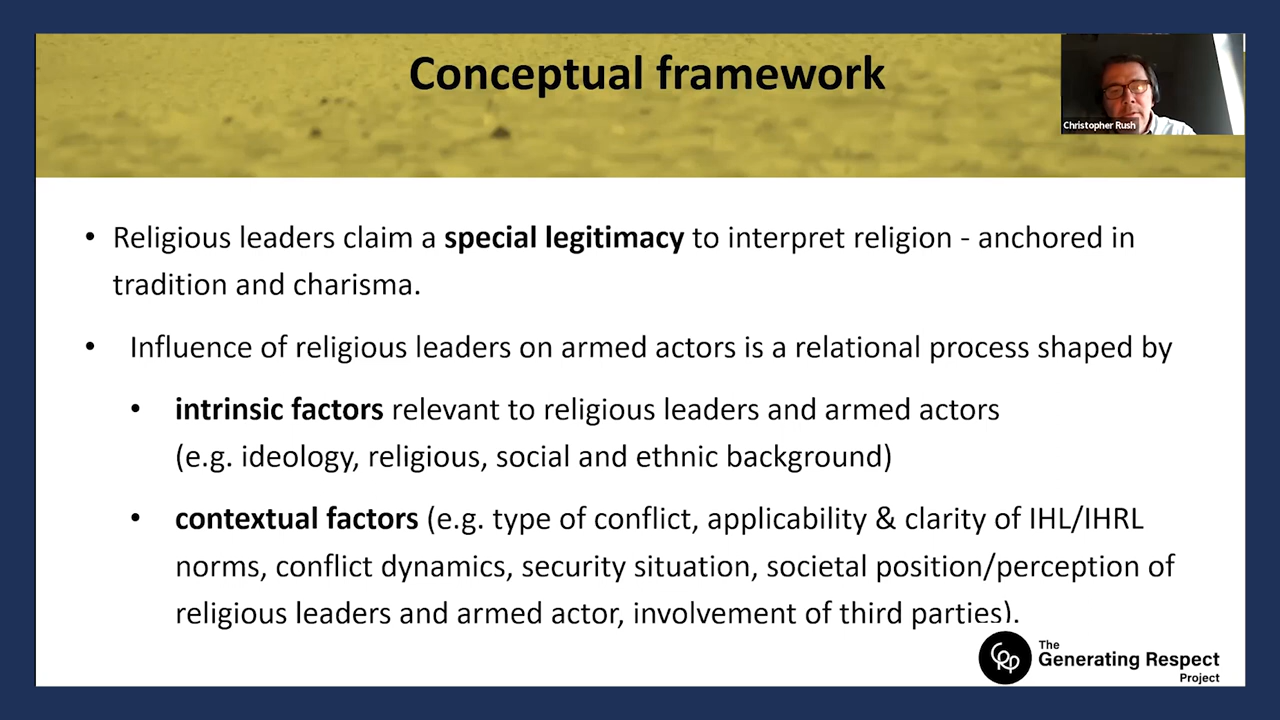 Conceptual framework
Christopher Rush
• Religious leaders claim a special legitimacy to interpret religion - anchored in
tradition and charisma.
• Influence of religious leaders on armed actors is a relational process shaped by
• intrinsic factors relevant to religious leaders and armed actors
(e.g. ideology, religious, social and ethnic background)
• contextual factors (e.g. type of conflict, applicability & clarity of IHL/IHRL
norms, conflict dynamics, security situation, societal position/perception of
religious leaders and armed actor, involvement of third parties).
GRP
The
Generating Respect
Project